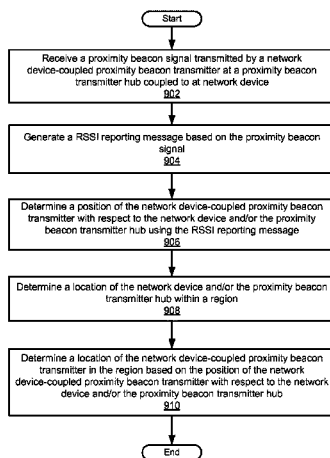 Start
Receive a proximity beacon signal transmitted by a network
device-coupled proximity beacon transmitter at a proximity beacon
transmitter hub coupled to at network device
902
Generate a RSSI reporting message based on the proximity beacon
signal
904
Determine a position of the network device-coupled proximity beacon
transmitter with respect to the network device and/or the proximity
beacon transmitter hub using the RSSI reporting message
906
Determine a location of the network device and/or the proximity beacon
transmitter hub within a region
908
Determine a location of the network device-coupled proximity beacon
transmitter in the region based on the position of the network
device-coupled proximity beacon transmitter with respect to the network
device and/or the proximity beacon transmitter hub
910
End